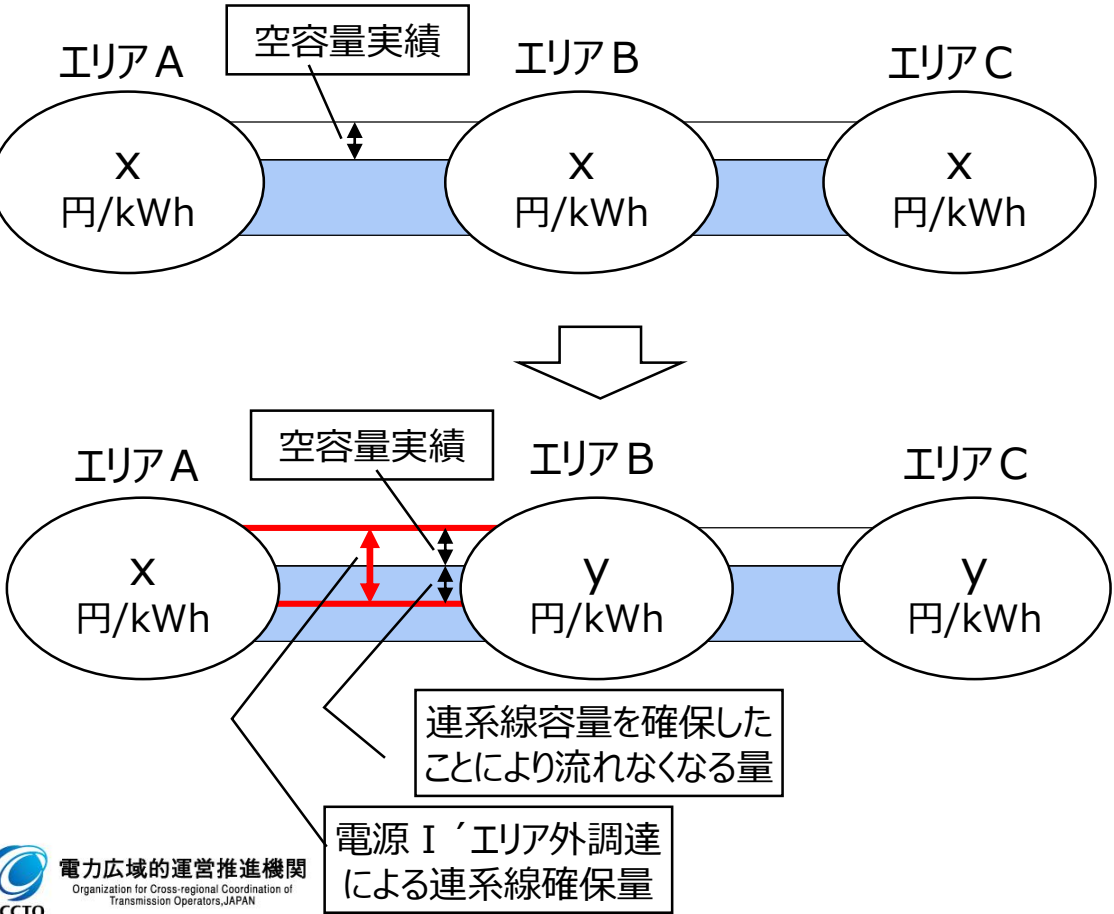 空容量実績
エリアA
エリアB
エリアC
x
円/kWh
x
円/kWh
x
円/kWh
空容量実績
エリアA
エリアB
エリアC
x
円/kWh
y
円/kWh
y
円/kWh
連系線容量を確保した
ことにより流れなくなる量
電源Ⅰ´エリア外調達
による連系線確保量
電力広域的運営推進機関
Organization for Cross-regional Coordination of
Transmission Operators,JAPAN